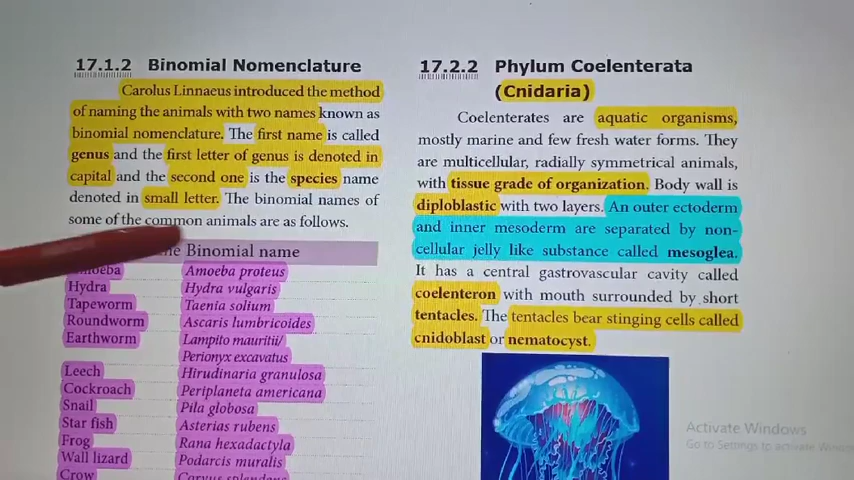 17.1.2 Binomial Nomenclature
Carolus Linnaeus introduced the method
of naming the animals with two names known as
binomial nomenclature. The first name is called
genus and the first letter of genus is denoted in
capital and the second one is the species name
denoted in small letter. The binomial names of
some of the common animals are as follows.
Binomial name
Amoeba Amoeba proteus
Hydra Hydra vulgaris
Tapeworm Taenia solium
Roundworm Ascaris lumbricoides
Earthworm Lampito mauritii/
Perionyx excavatus
Leech Hirudinaria granulosa
Cockroach Periplaneta americana
Snail Pila globosa
Star fish Asterias rubens
Frog Rana hexadactyla
Wall lizard Podarcis muralis
Crow Corvus splendens
17.2.2 Phylum Coelenterata
(Cnidaria)
Coelenterates are aquatic organisms,
mostly marine and few fresh water forms. They
are multicellular, radially symmetrical animals,
with tissue grade of organization. Body wall is
diploblastic with two layers. An outer ectoderm
and inner mesoderm are separated by non-
cellular jelly like substance called mesoglea.
It has a central gastrovascular cavity called
coelenteron with mouth surrounded by short
tentacles. The tentacles bear stinging cells called
cnidoblast or nematocyst.
Activate Windows
Go to Settings to activate Windows